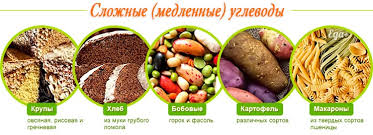 Сложные (медленные) углеводы
Крупы
овсяная, рисовая и
гречневая
Хлеб
из муки грубого
помола
Бобовые
горох и фасоль
Картофель
различных сортов
Макароны
из твердых сортов
пшеницы